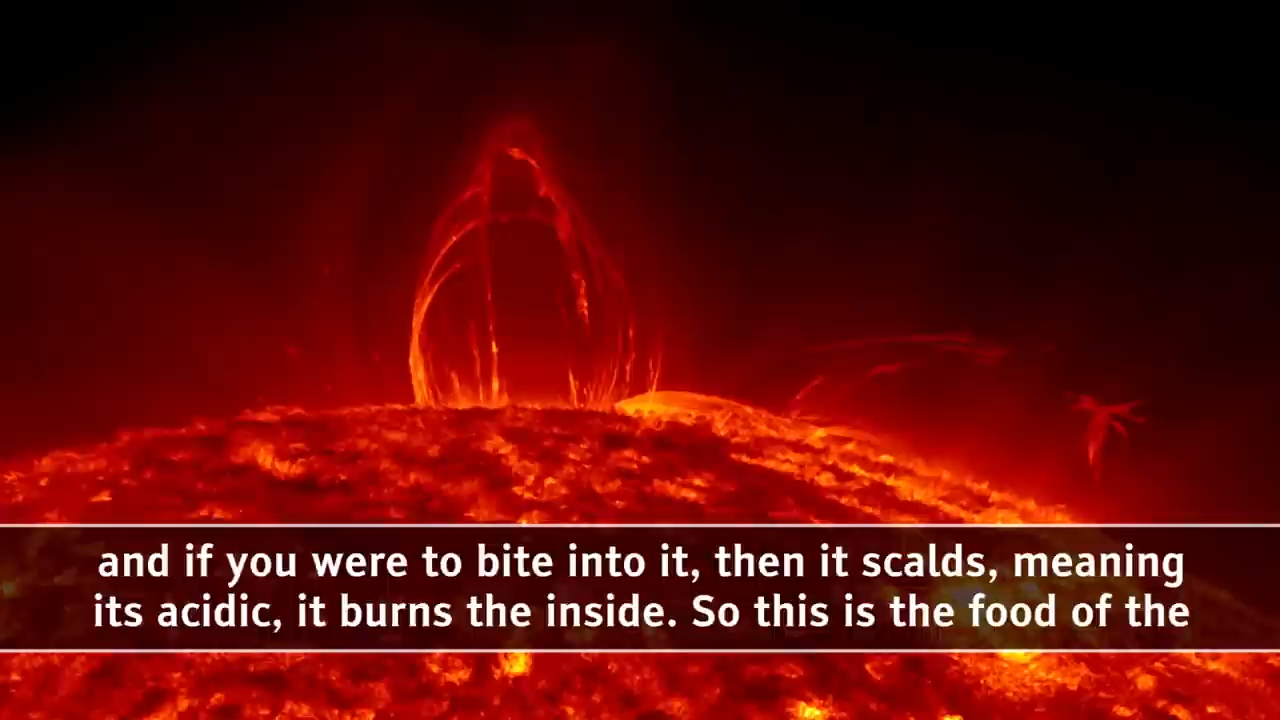 and if you were to bite into it, then it scalds, meaning
its acidic, it burns the inside. So this is the food of the